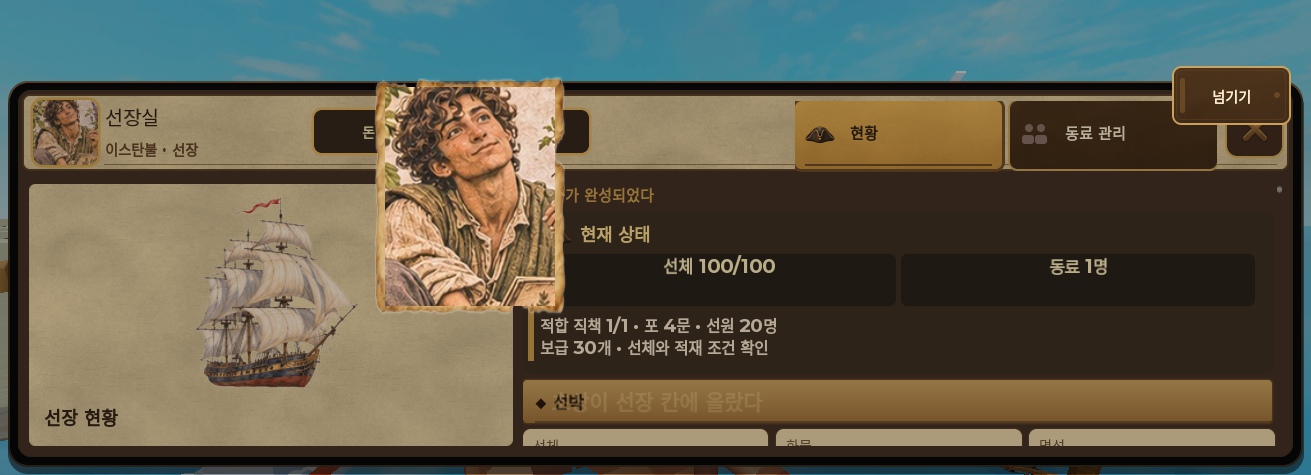 넘기기
선장실
이스탄불 • 선장
돈
현황
동료 관리
가 완성되었다
현재 상태
선체 100/100
동료 1명
적합 직책 1/1 • 포 4문 • 선원 20명
보급 30개 • 선체와 적재 조건 확인
선장 현황
◆ 선박
이 선장 칸에 올랐다
선체
화물
명성